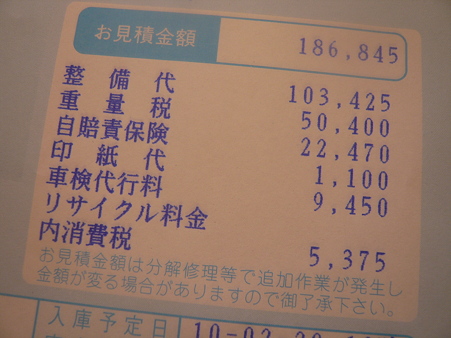 お見積金額 186,845
整備代 103,425
重量税 50,400
自賠責保険 22,470
印紙代 1,100
車検代行料 9,450
リサイクル料金
内消費税 5,375
お見積金額は分解修理等で追加作業が発生し
金額が変る場合がありますので御了承下さい。
入庫予定日